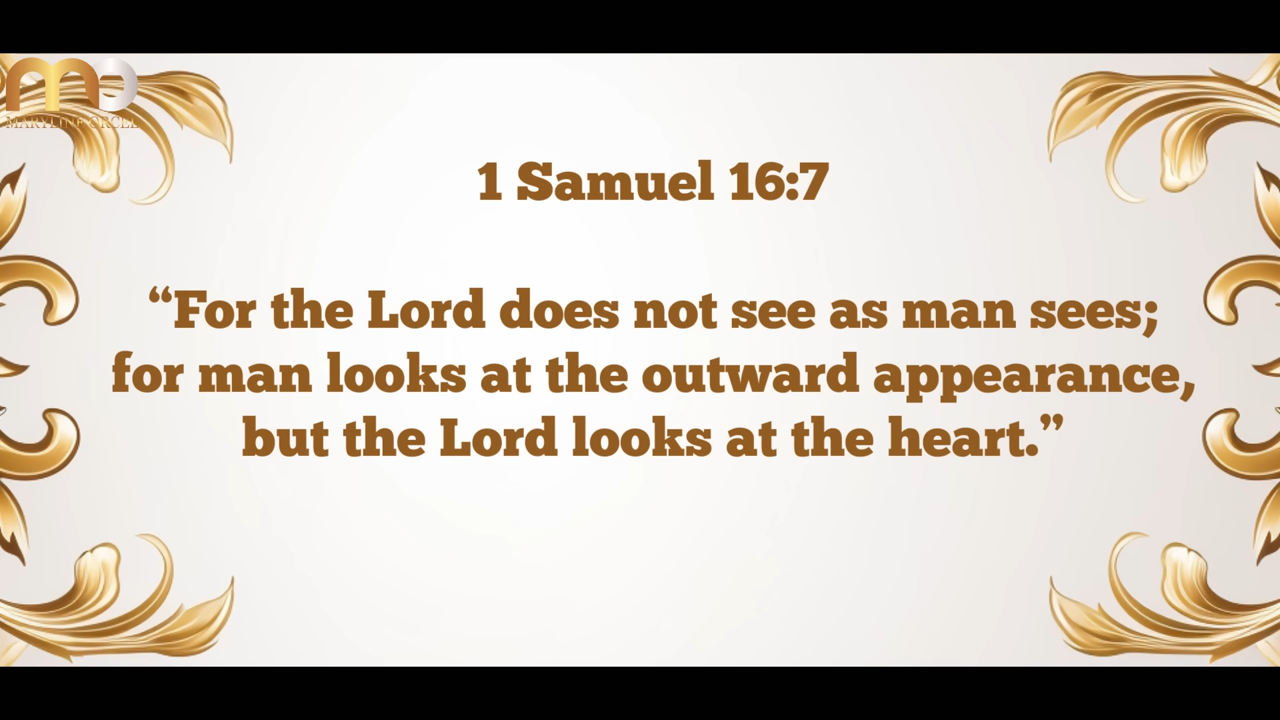 1 Samuel 16:7
“For the Lord does not see as man sees;
for man looks at the outward appearance,
but the Lord looks at the heart.”